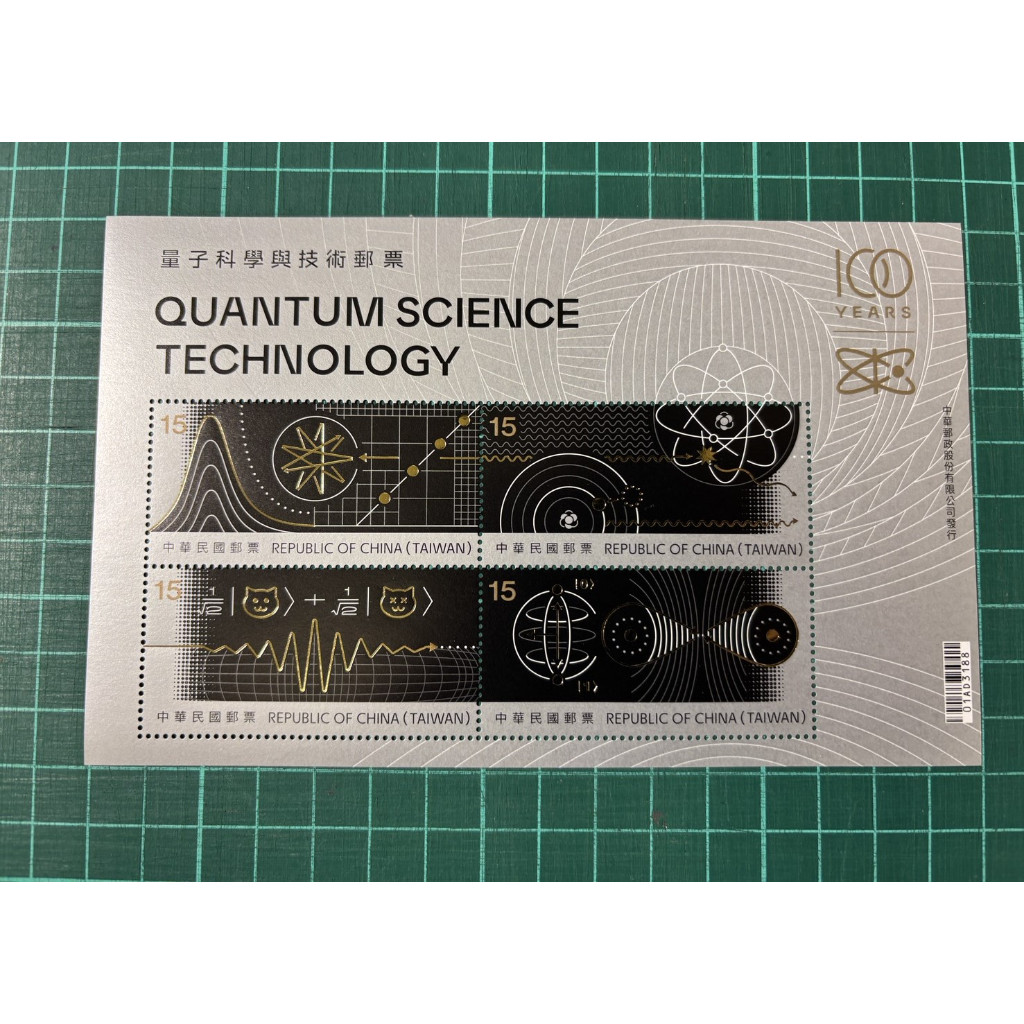 量子科學與技術郵票
QUANTUM SCIENCE
TECHNOLOGY
100
YEARS
中華郵政股份有限公司發行
15
中華民國郵票 REPUBLIC OF CHINA (TAIWAN)
15
中華民國郵票 REPUBLIC OF CHINA (TAIWAN)
15
1/√2 | 〉 + 1/√2 | 〉
中華民國郵票 REPUBLIC OF CHINA (TAIWAN)
15
|0〉
|1〉
中華民國郵票 REPUBLIC OF CHINA (TAIWAN)
01AD3188